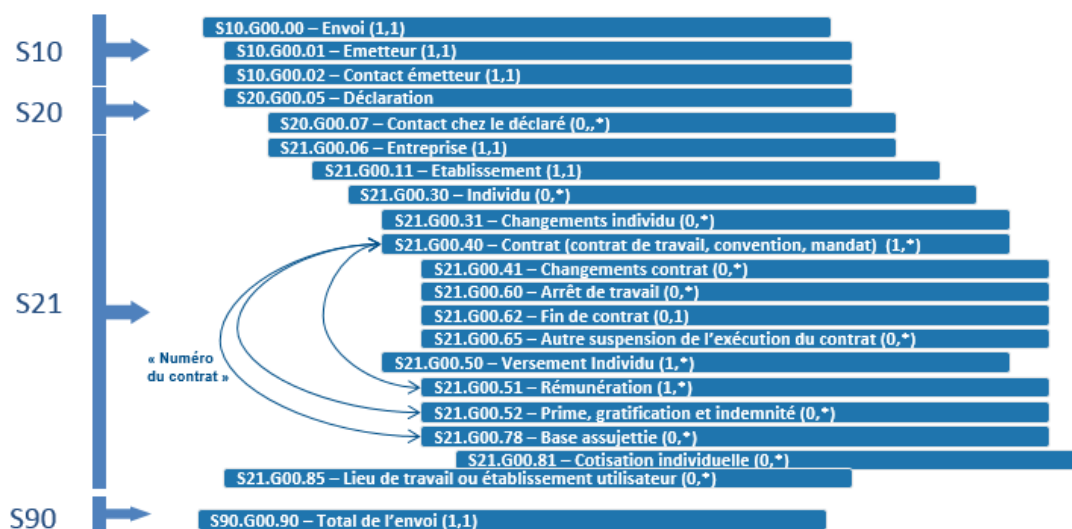 S10.G00.00 – Envoi (1,1)
S10
S10.G00.01 – Emetteur (1,1)
S10.G00.02 – Contact émetteur (1,1)
S20.G00.05 – Déclaration
S20
S20.G00.07 – Contact chez le déclaré (0,,*)
S21.G00.06 – Entreprise (1,1)
S21.G00.11 – Etablissement (1,1)
S21.G00.30 – Individu (0,*)
S21.G00.31 – Changements individu (0,*)
S21.G00.40 – Contrat (contrat de travail, convention, mandat) (1,*)
S21.G00.41 – Changements contrat (0,*)
S21.G00.60 – Arrêt de travail (0,*)
S21
S21.G00.62 – Fin de contrat (0,1)
S21.G00.65 – Autre suspension de l'exécution du contrat (0,*)
« Numéro
du contrat »
S21.G00.50 – Versement Individu (1,*)
S21.G00.51 – Rémunération (1,*)
S21.G00.52 – Prime, gratification et indemnité (0,*)
S21.G00.78 – Base assujettie (0,*)
S21.G00.81 – Cotisation individuelle (0,*)
S21.G00.85 – Lieu de travail ou établissement utilisateur (0,*)
S90
S90.G00.90 – Total de l'envoi (1,1)